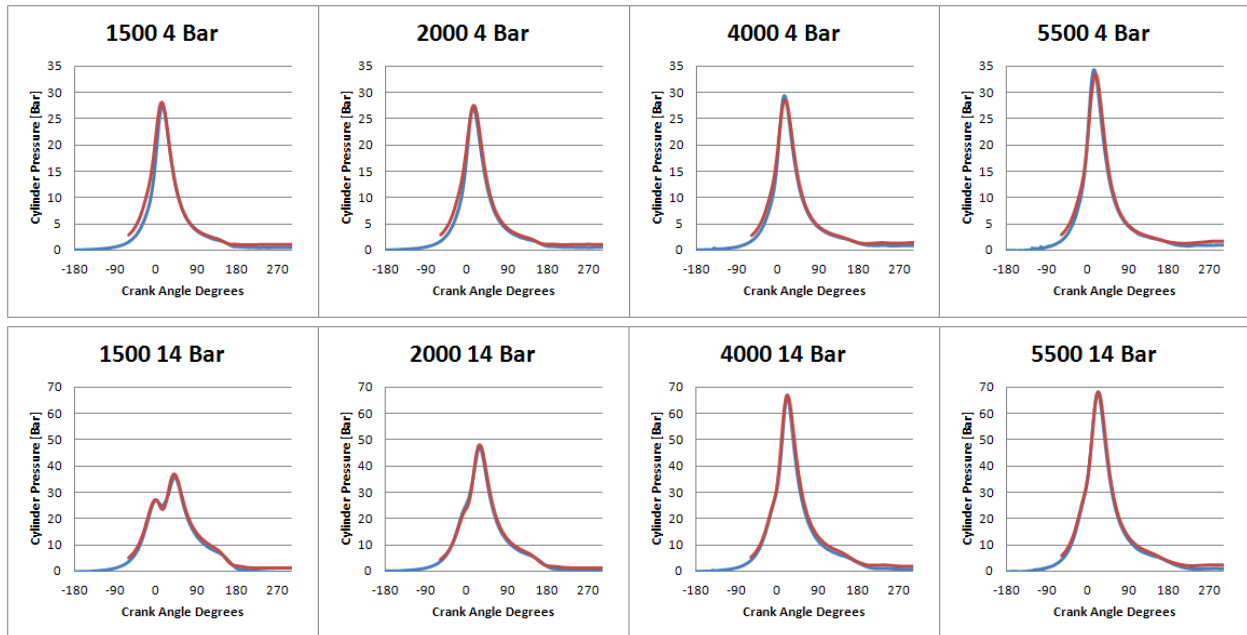 1500 4 Bar
35
30
25
20
15
10
5
0
Cylinder Pressure [Bar]
-180 -90 0 90 180 270
Crank Angle Degrees
2000 4 Bar
35
30
25
20
15
10
5
0
Cylinder Pressure [Bar]
-180 -90 0 90 180 270
Crank Angle Degrees
4000 4 Bar
35
30
25
20
15
10
5
0
Cylinder Pressure [Bar]
-180 -90 0 90 180 270
Crank Angle Degrees
5500 4 Bar
35
30
25
20
15
10
5
0
Cylinder Pressure [Bar]
-180 -90 0 90 180 270
Crank Angle Degrees
1500 14 Bar
70
60
50
40
30
20
10
0
Cylinder Pressure [Bar]
-180 -90 0 90 180 270
Crank Angle Degrees
2000 14 Bar
70
60
50
40
30
20
10
0
Cylinder Pressure [Bar]
-180 -90 0 90 180 270
Crank Angle Degrees
4000 14 Bar
70
60
50
40
30
20
10
0
Cylinder Pressure [Bar]
-180 -90 0 90 180 270
Crank Angle Degrees
5500 14 Bar
70
60
50
40
30
20
10
0
Cylinder Pressure [Bar]
-180 -90 0 90 180 270
Crank Angle Degrees